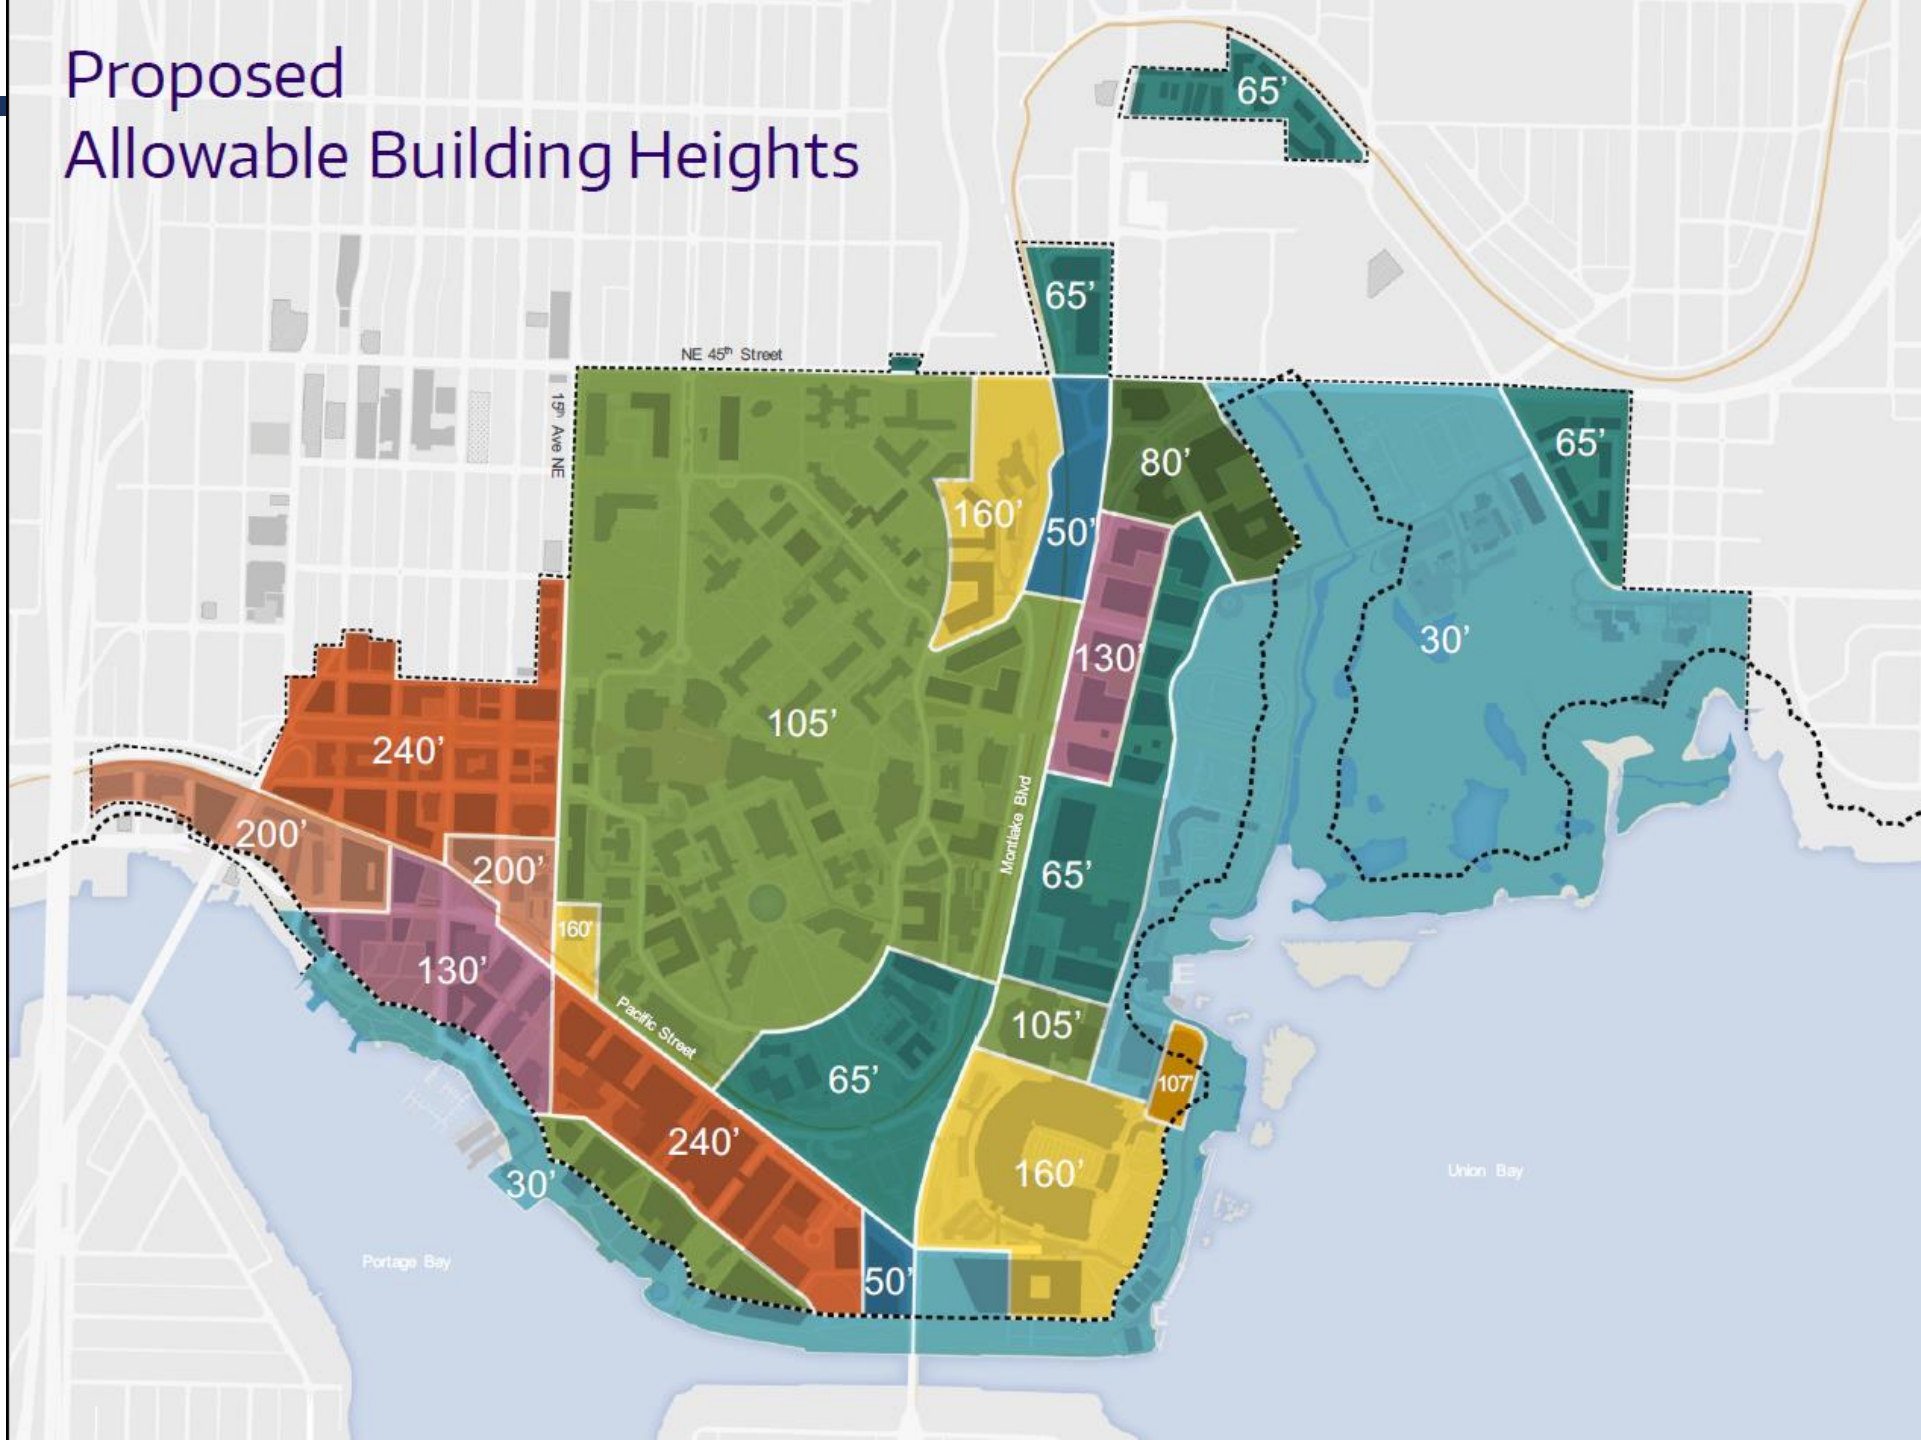 Proposed
Allowable Building Heights
65'
65'
NE 45th Street
15th Ave NE
80'
65'
160'
50'
30'
130'
105'
240'
Montlake Blvd
200'
200'
65'
160'
130'
Pacific Street
105'
65'
107'
240'
160'
30'
Union Bay
Portage Bay
50'